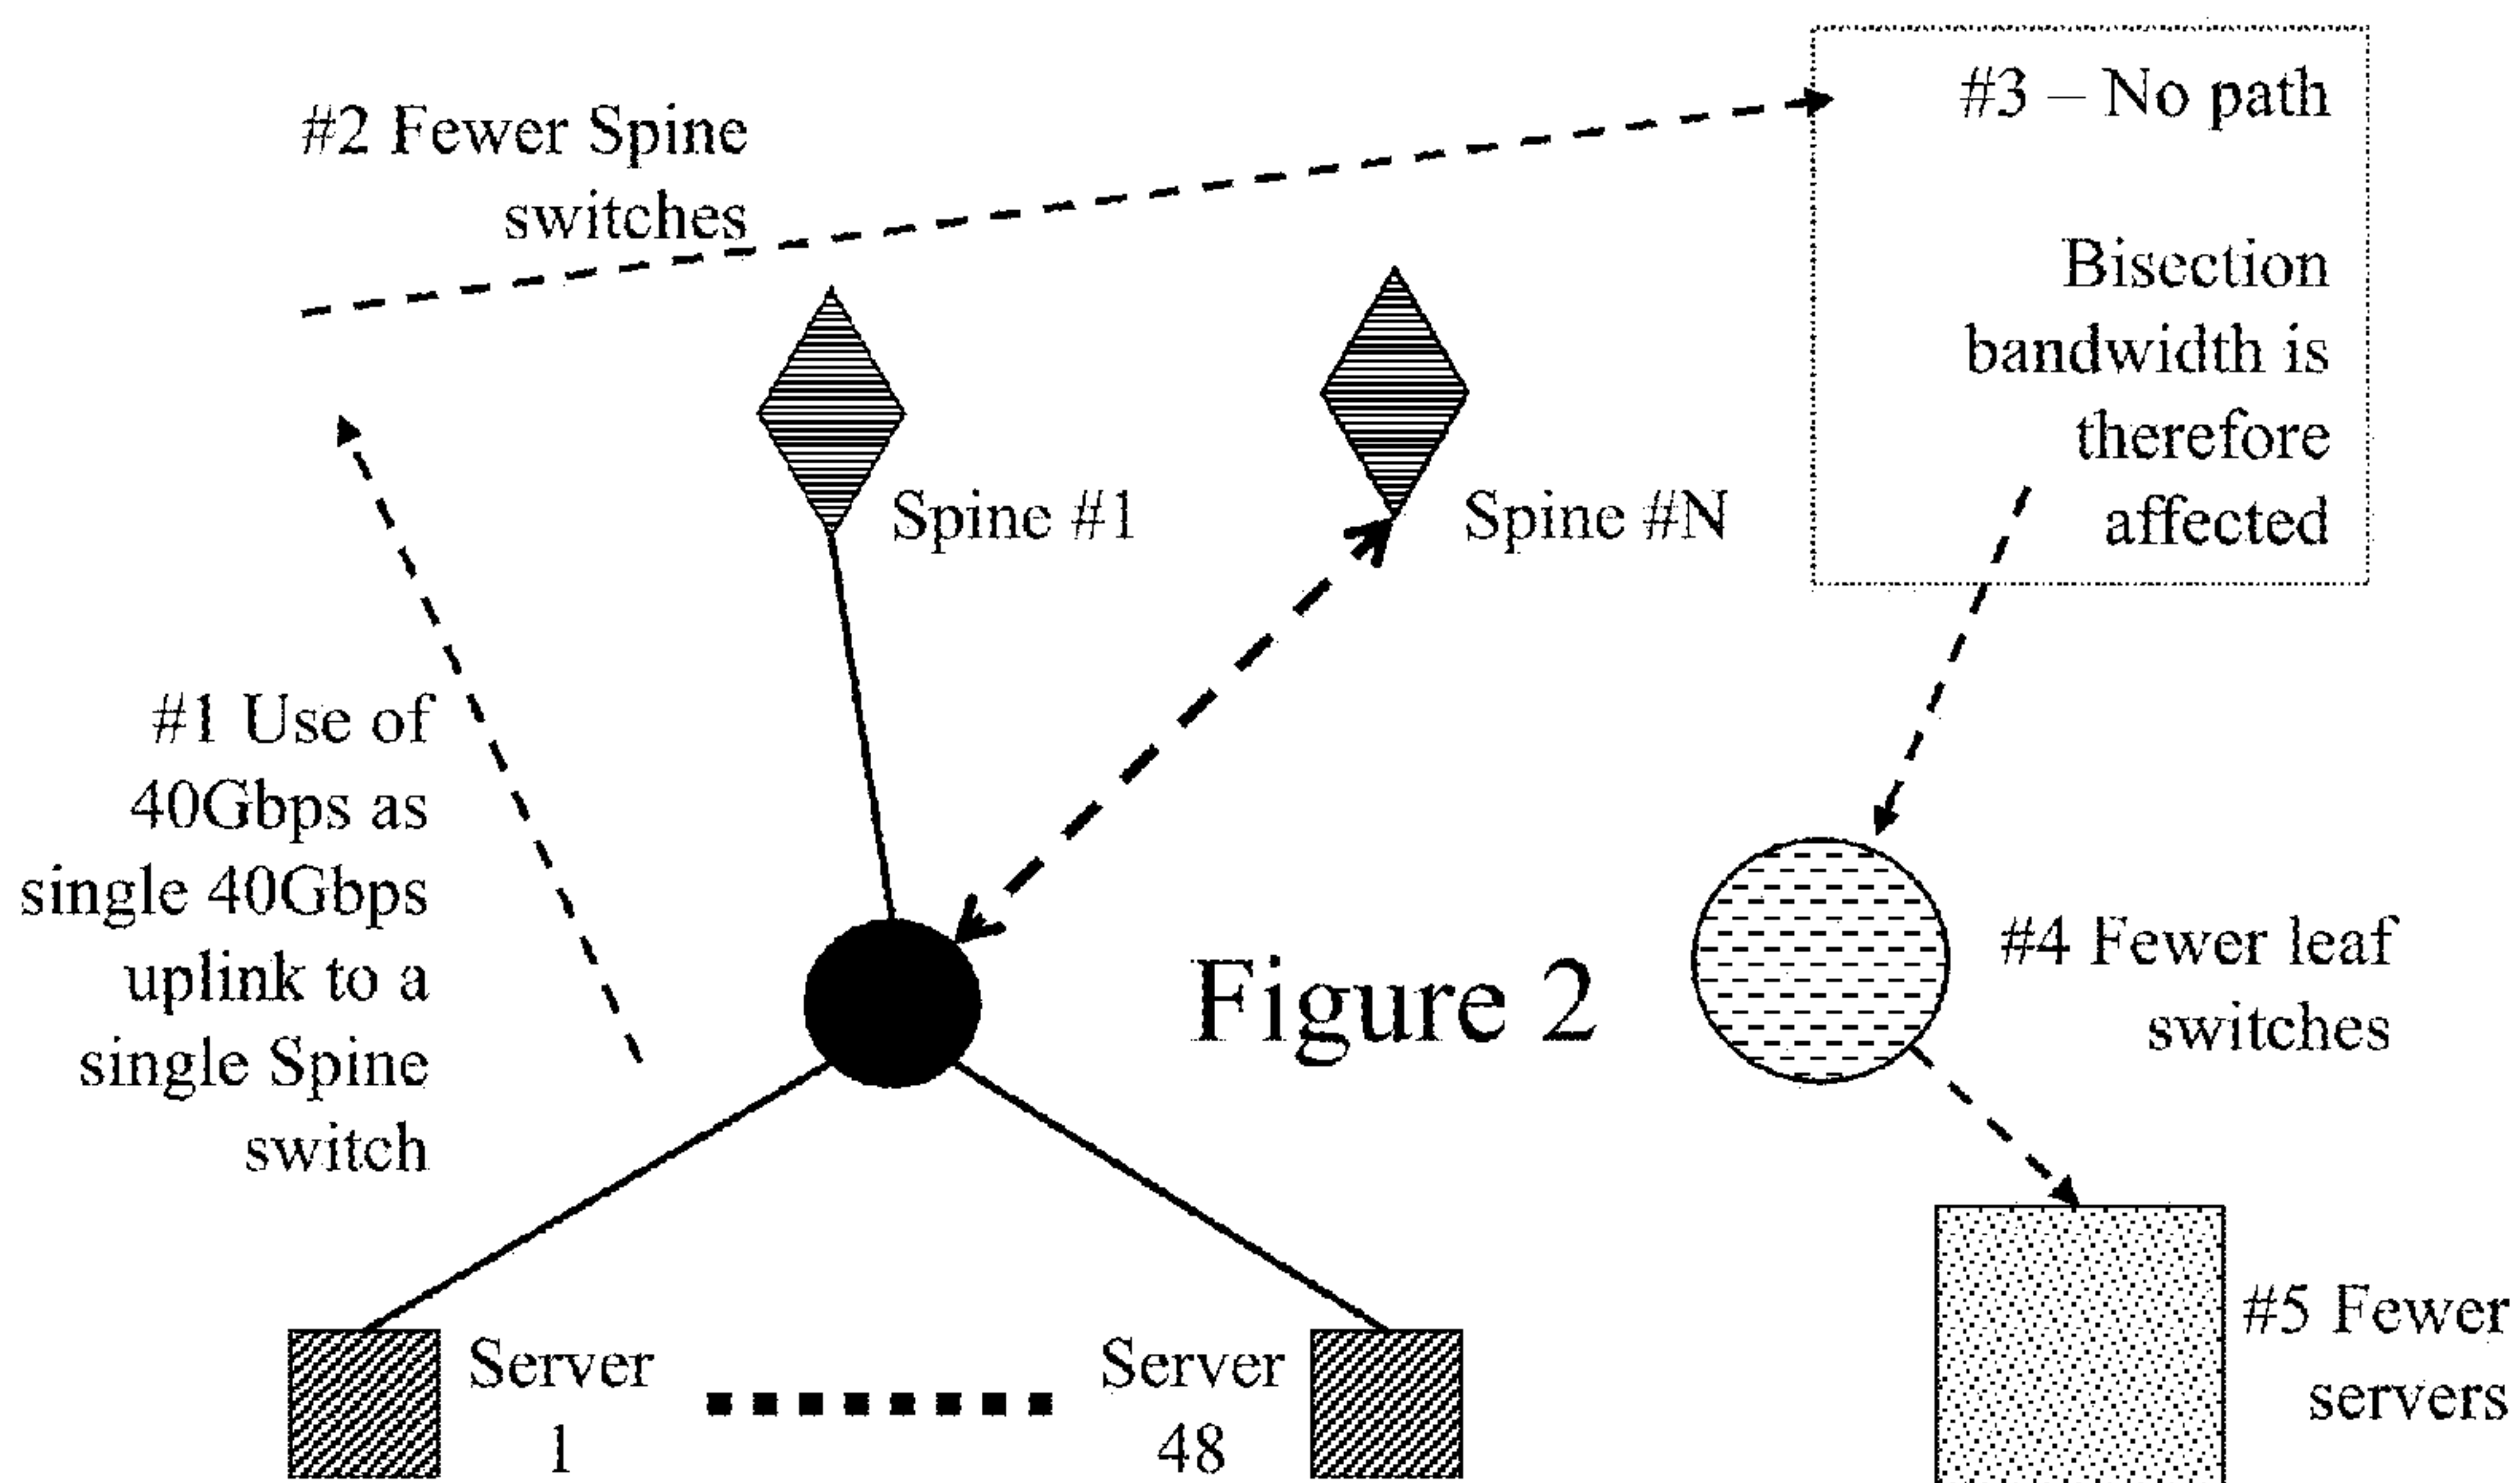 #2 Fewer Spine
switches
#3 – No path
Bisection
bandwidth is
therefore
affected
Spine #1
Spine #N
#1 Use of
40Gbps as
single 40Gbps
uplink to a
single Spine
switch
Figure 2
#4 Fewer leaf
switches
Server
1
Server
48
#5 Fewer
servers